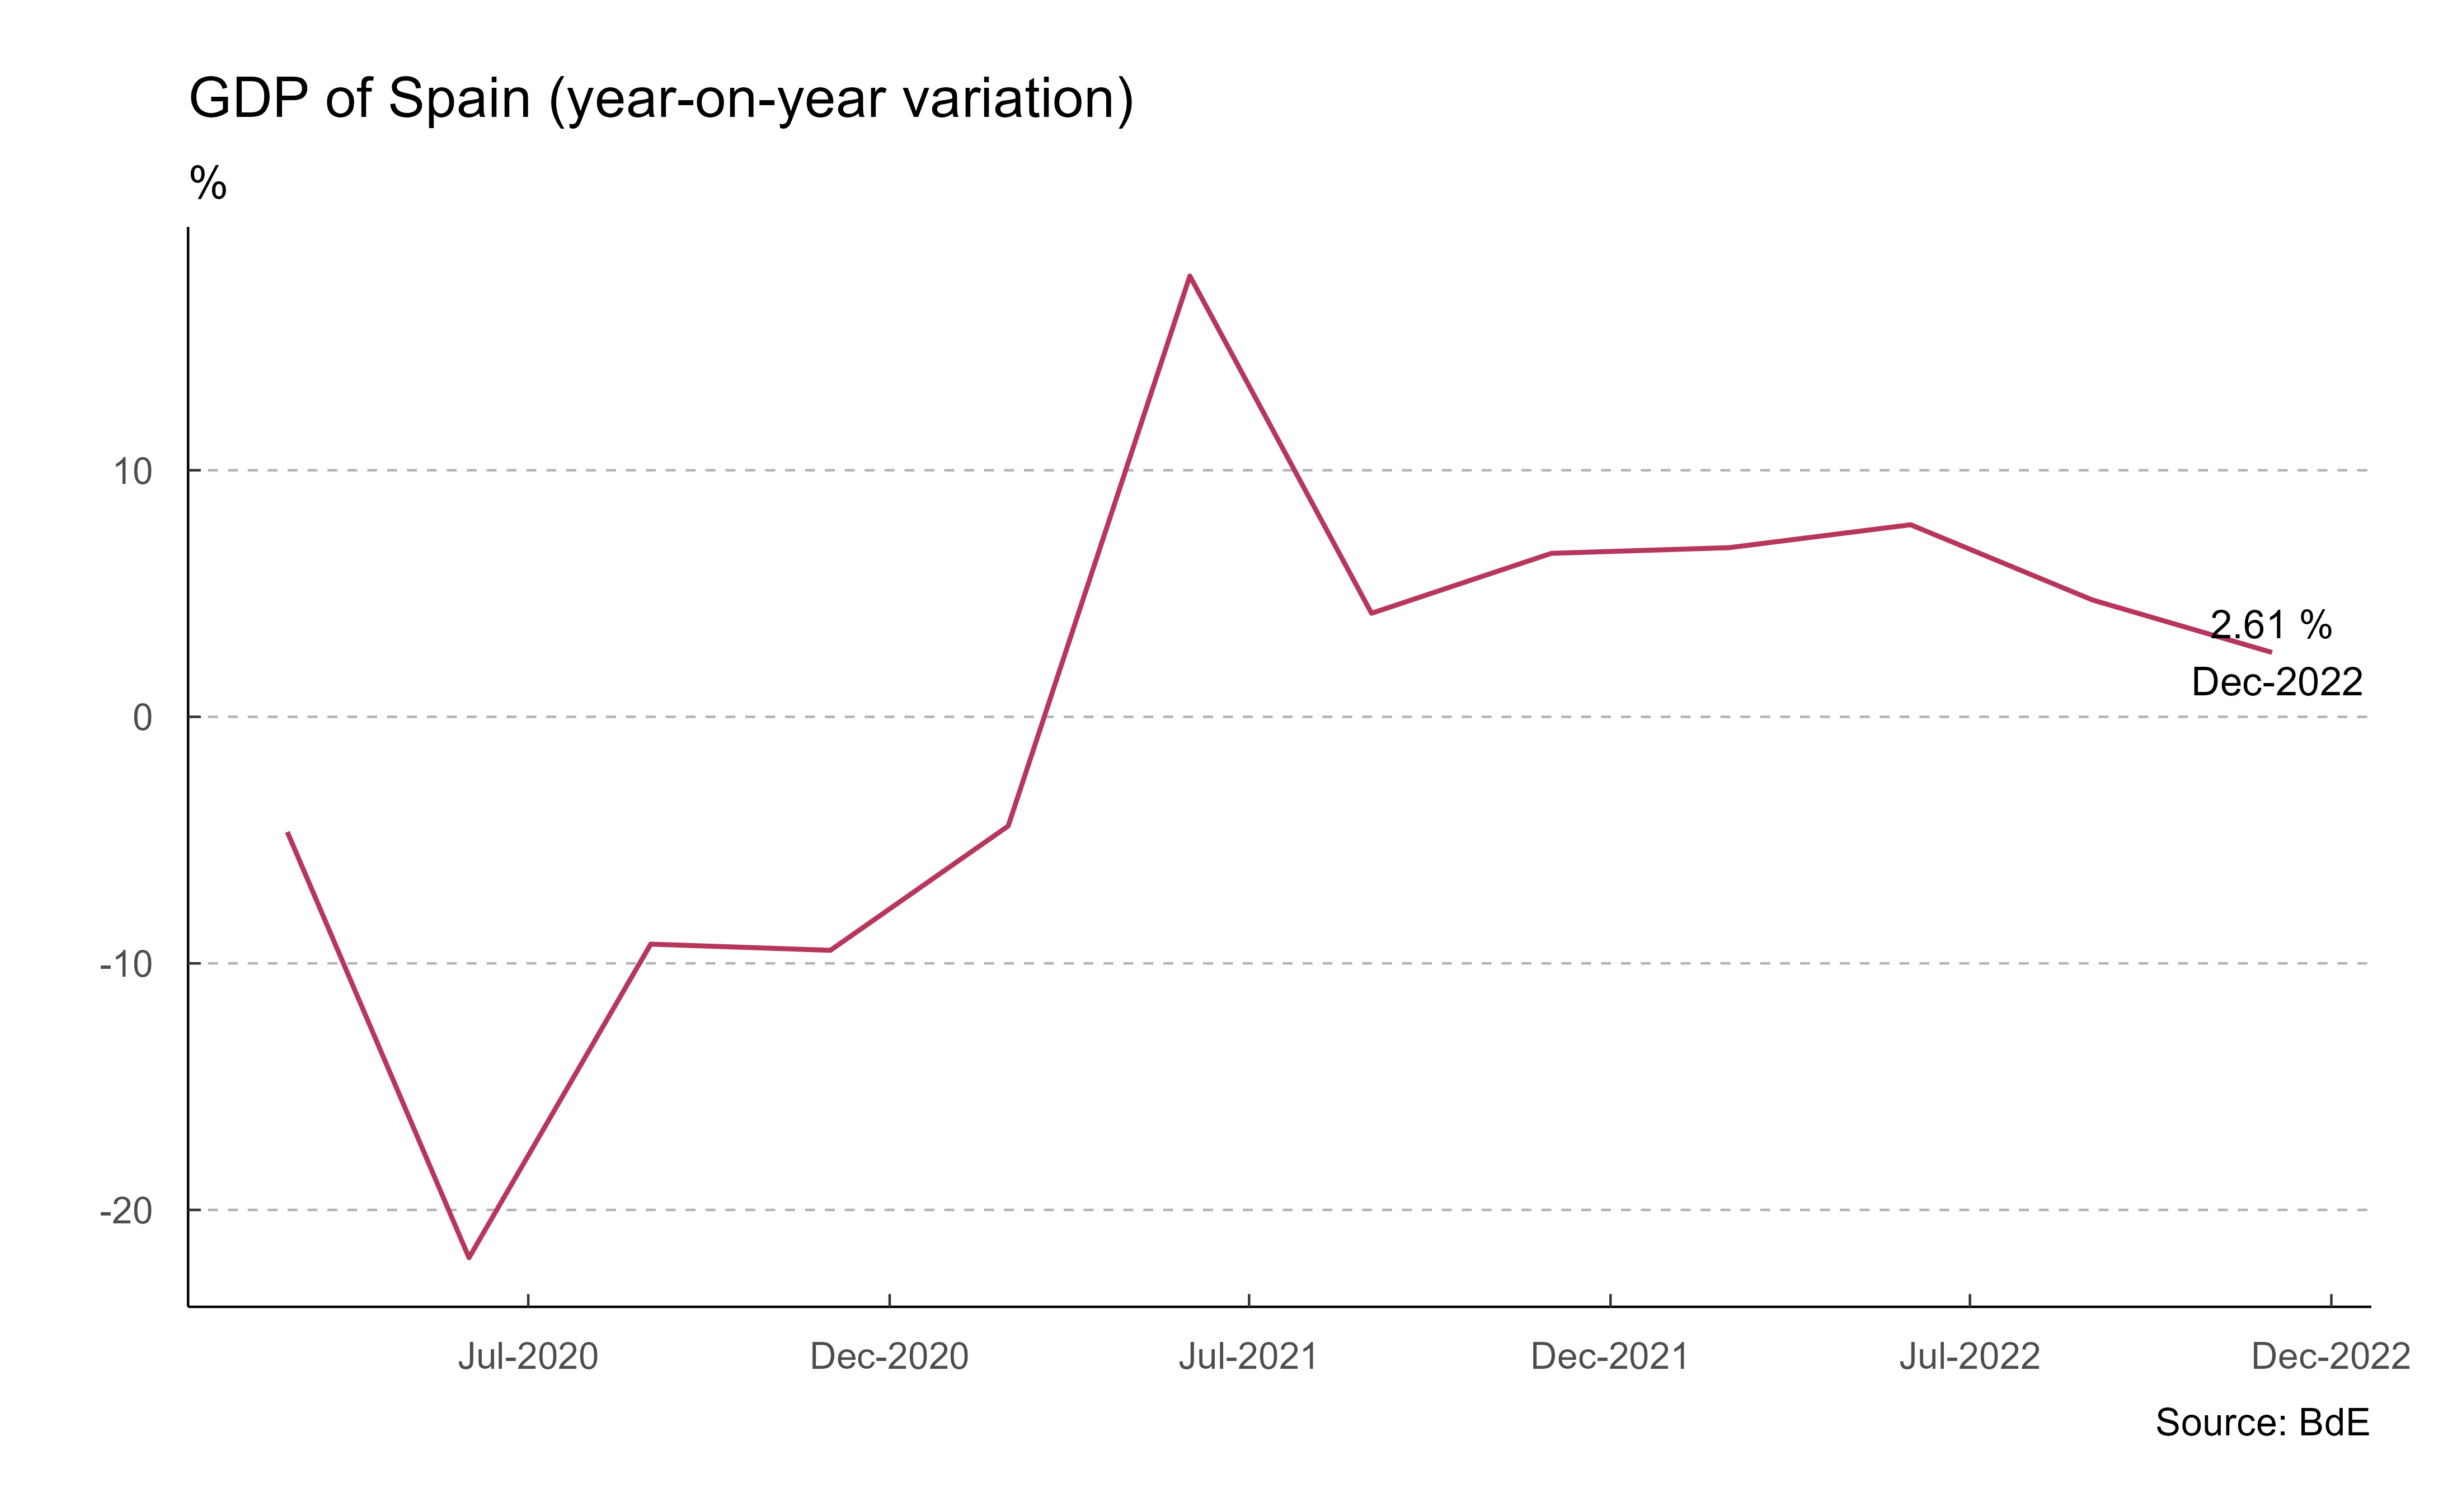 GDP of Spain (year-on-year variation)
%
10
0
-10
-20
2.61 %
Dec-2022
Jul-2020 Dec-2020 Jul-2021 Dec-2021 Jul-2022 Dec-2022
Source: BdE